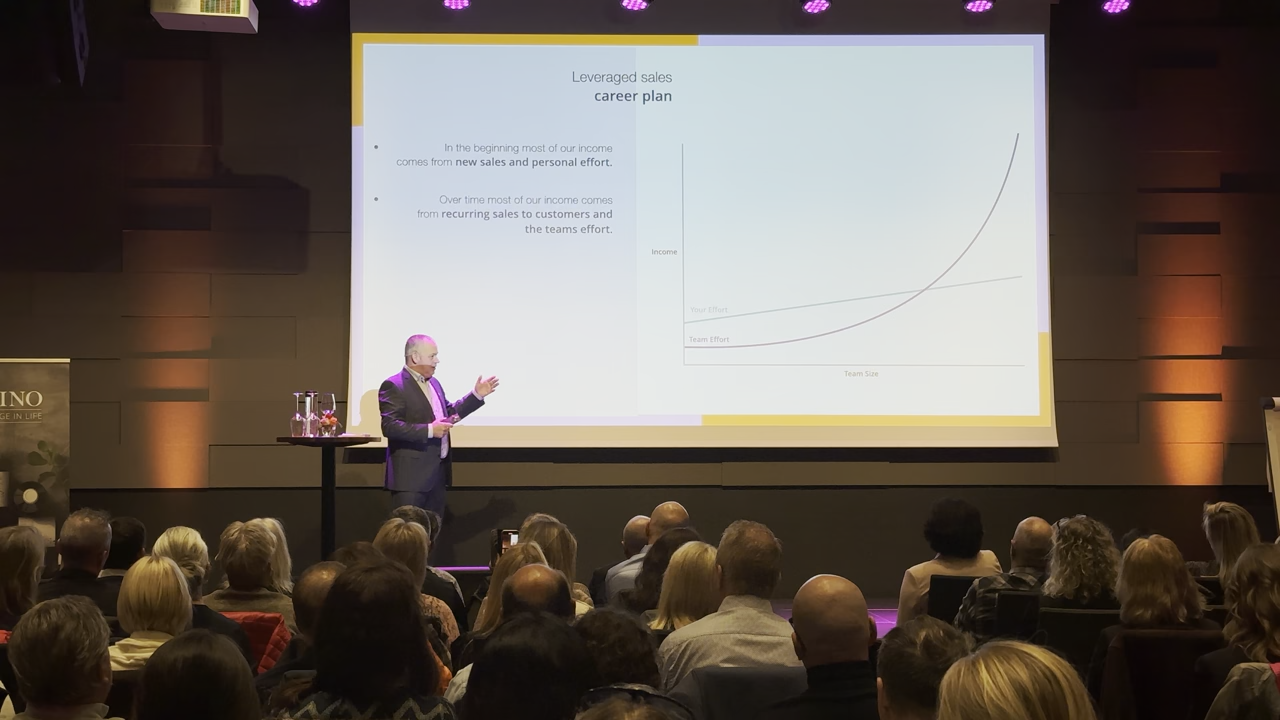 Leveraged sales
career plan
• In the beginning most of our income
comes from new sales and personal effort.
• Over time most of our income comes
from recurring sales to customers and
the teams effort.
Income
Your Effort
Team Effort
Team Size
INO
GE IN LIFE